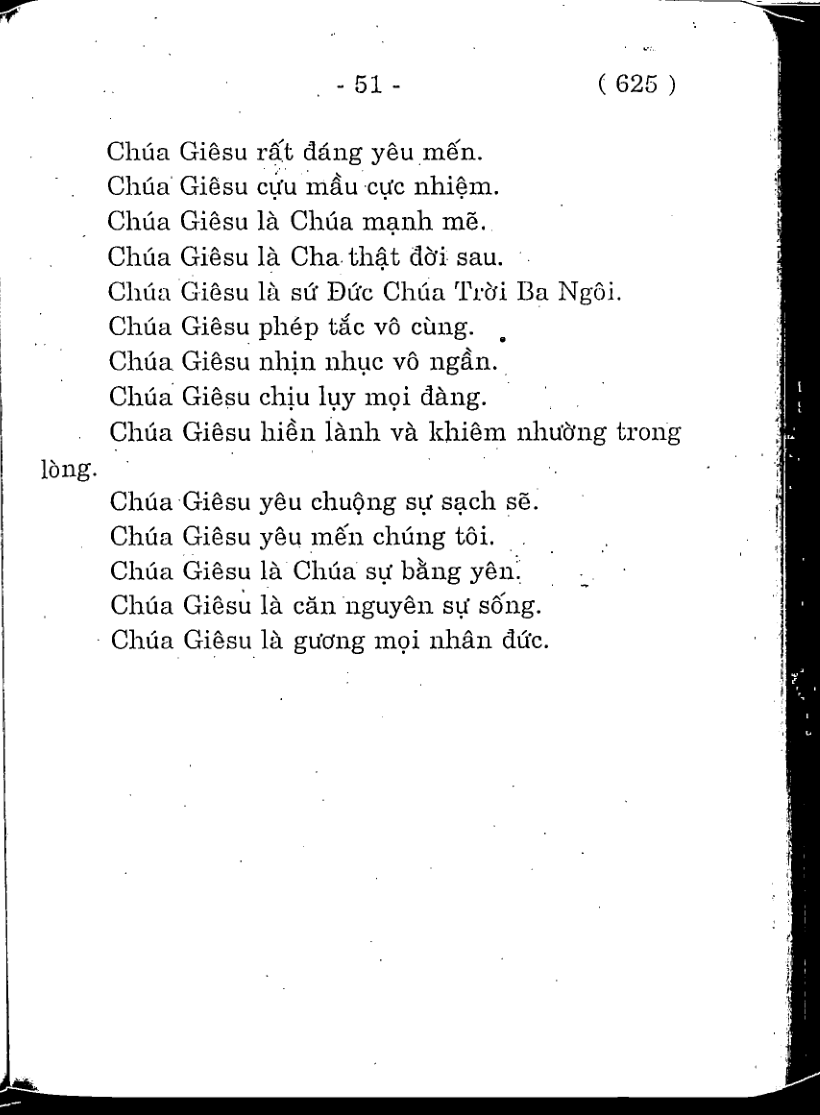 - 51 - ( 625 )
Chúa Giêsu rất đáng yêu mến.
Chúa Giêsu cựu mầu cực nhiệm.
Chúa Giêsu là Chúa mạnh mẽ.
Chúa Giêsu là Cha thật đời sau.
Chúa Giêsu là sứ Đức Chúa Trời Ba Ngôi.
Chúa Giêsu phép tắc vô cùng.
Chúa Giêsu nhịn nhục vô ngần.
Chúa Giêsu chịu lụy mọi đàng.
Chúa Giêsu hiền lành và khiêm nhường trong
lòng.
Chúa Giêsu yêu chuộng sự sạch sẽ.
Chúa Giêsu yêu mến chúng tôi.
Chúa Giêsu là Chúa sự bằng yên.
Chúa Giêsu là căn nguyên sự sống.
Chúa Giêsu là gương mọi nhân đức.